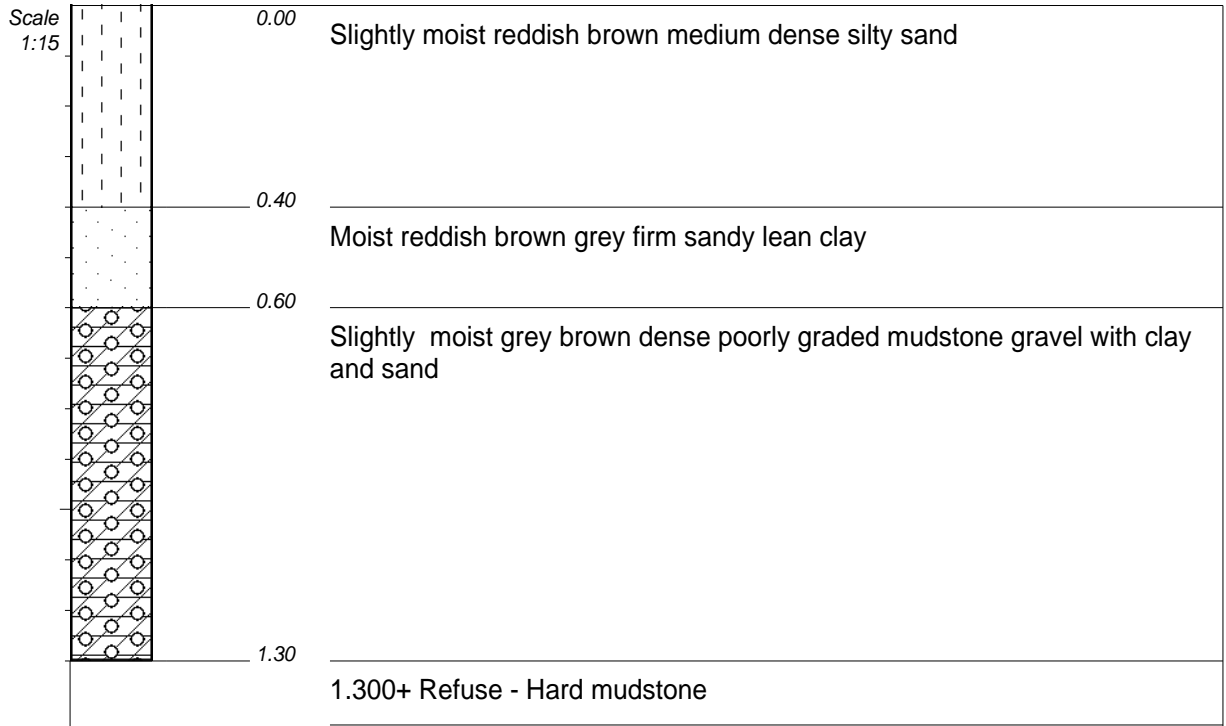 Scale
1:15
0.00
Slightly moist reddish brown medium dense silty sand
0.40
Moist reddish brown grey firm sandy lean clay
0.60
Slightly  moist grey brown dense poorly graded mudstone gravel with clay
and sand
1.30
1.300+ Refuse - Hard mudstone